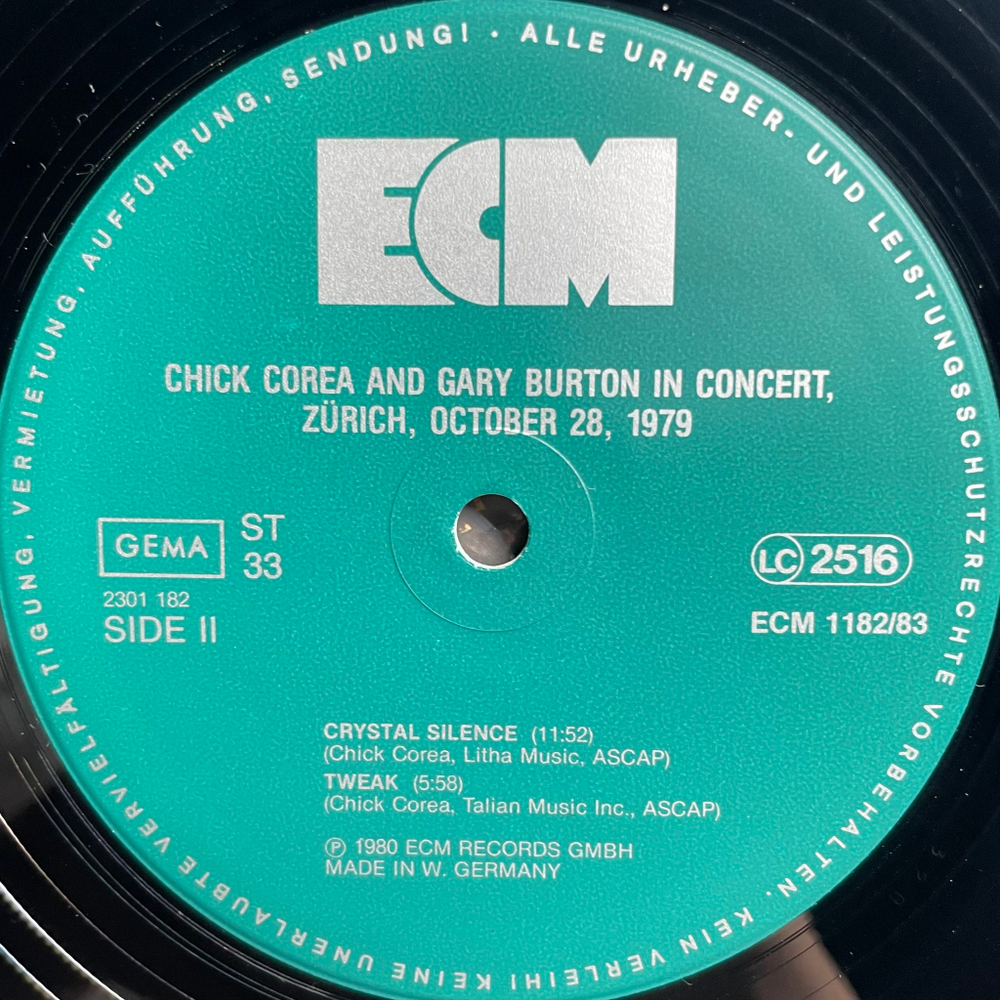 ALLE URHEBER- UND LEISTUNGSSCHUTZRECHTE VORBEHALTEN. KEIN VERLEIH! KEINE UNERLAUBTE VERVIELFÄLTIGUNG, VERMIETUNG, AUFFÜHRUNG, SENDUNG! •
ECM
CHICK COREA AND GARY BURTON IN CONCERT,
ZÜRICH, OCTOBER 28, 1979
GEMA
ST
33
2301 182
SIDE II
LC 2516
ECM 1182/83
CRYSTAL SILENCE (11:52)
(Chick Corea, Litha Music, ASCAP)
TWEAK (5:58)
(Chick Corea, Talian Music Inc., ASCAP)
℗ 1980 ECM RECORDS GMBH
MADE IN W. GERMANY